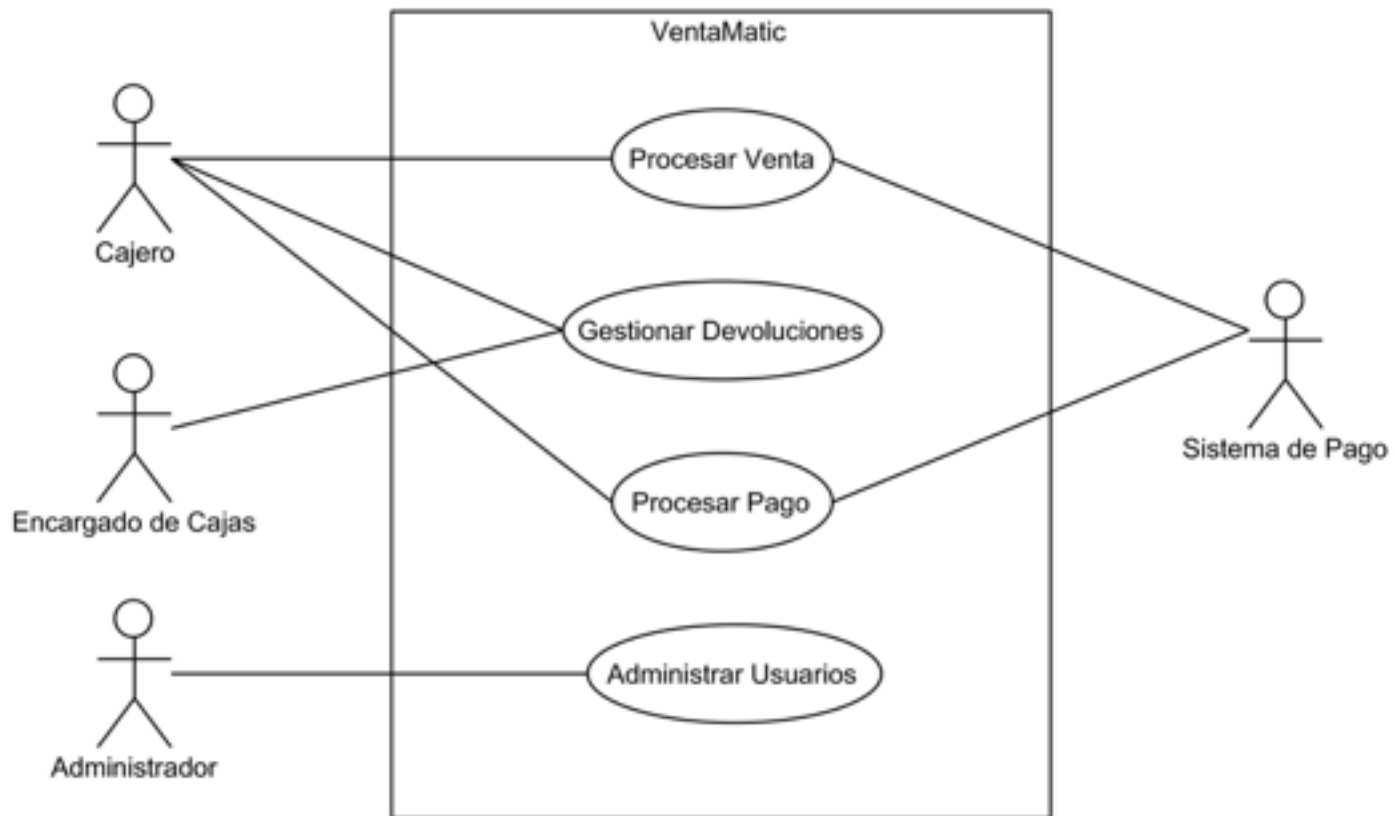 VentaMatic
Procesar Venta
Cajero
Gestionar Devoluciones
Sistema de Pago
Procesar Pago
Encargado de Cajas
Administrar Usuarios
Administrador